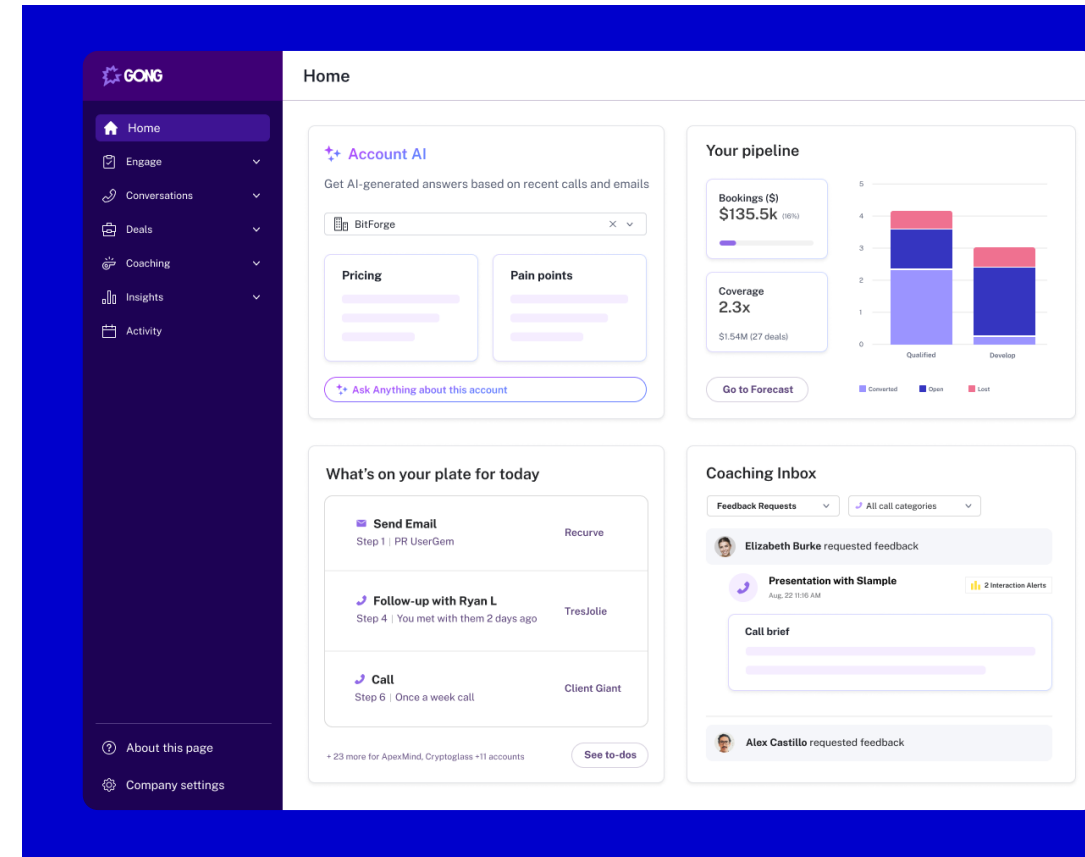 GONG
Home
Home
Engage
Conversations
Deals
Coaching
Insights
Activity
About this page
Company settings
Account AI
Get AI-generated answers based on recent calls and emails
BitForge
Pricing
Pain points
Ask Anything about this account
Your pipeline
Bookings ($)
$135.5k (16%)
Coverage
2.3x
$1.54M (27 deals)
Go to Forecast
5
4
3
2
1
0
Qualified
Develop
Converted
Open
Lost
What's on your plate for today
Send Email
Step 1 | PR UserGem
Recurve
Follow-up with Ryan L
Step 4 | You met with them 2 days ago
TresJolie
Call
Step 6 | Once a week call
Client Giant
+ 23 more for ApexMind, Cryptoglass +11 accounts
See to-dos
Coaching Inbox
Feedback Requests
All call categories
Elizabeth Burke requested feedback
Presentation with Slample
Aug, 22 11:16 AM
2 Interaction Alerts
Call brief
Alex Castillo requested feedback